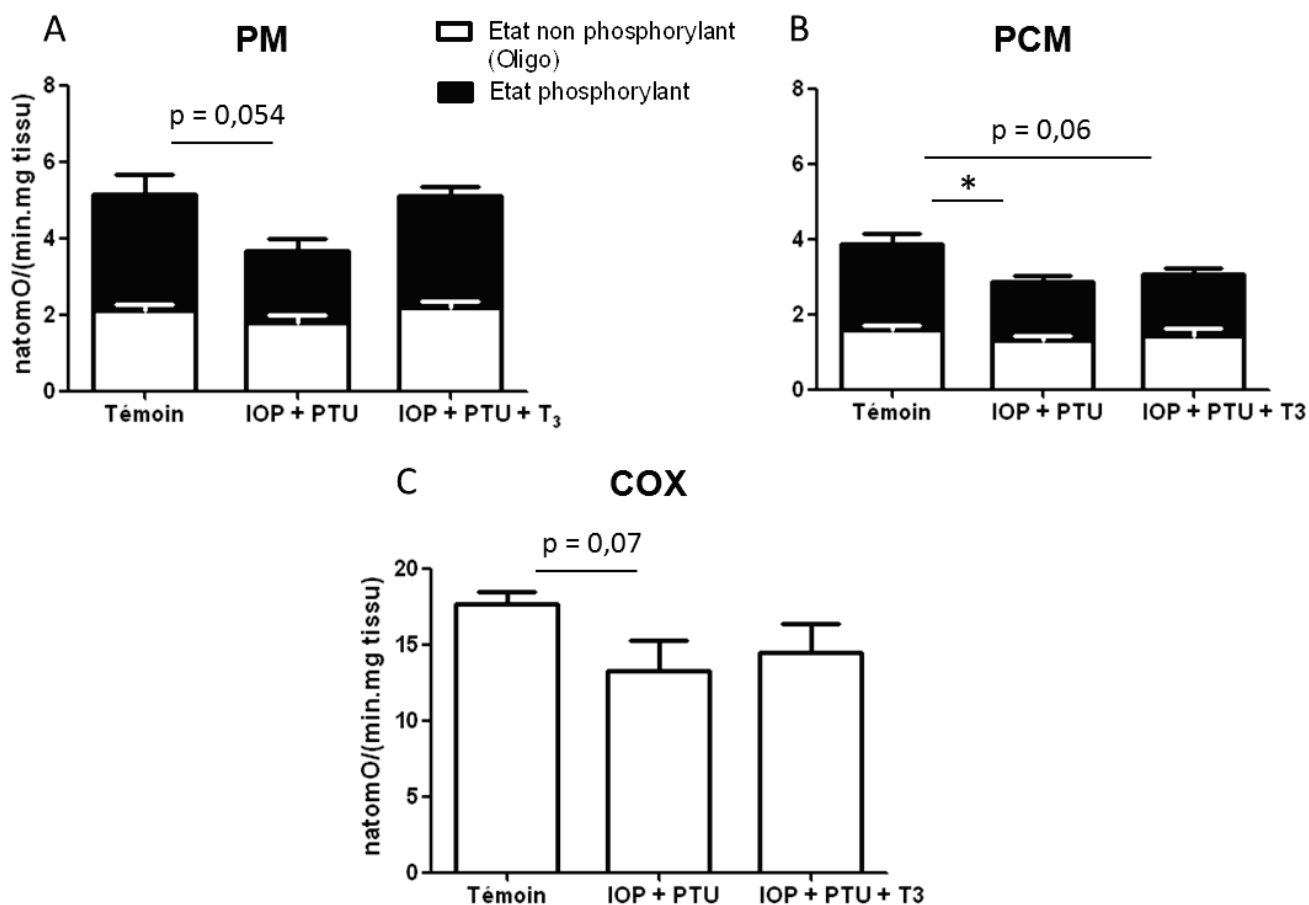 A
PM
Etat non phosphorylant
(Oligo)
Etat phosphorylant
natomO/(min.mg tissu)
8
6
4
2
0
p = 0,054
Témoin
IOP + PTU
IOP + PTU + T₃
B
PCM
8
6
4
2
0
p = 0,06
*
Témoin
IOP + PTU
IOP + PTU + T3
C
COX
natomO/(min.mg tissu)
20
15
10
5
0
p = 0,07
Témoin
IOP + PTU
IOP + PTU + T3